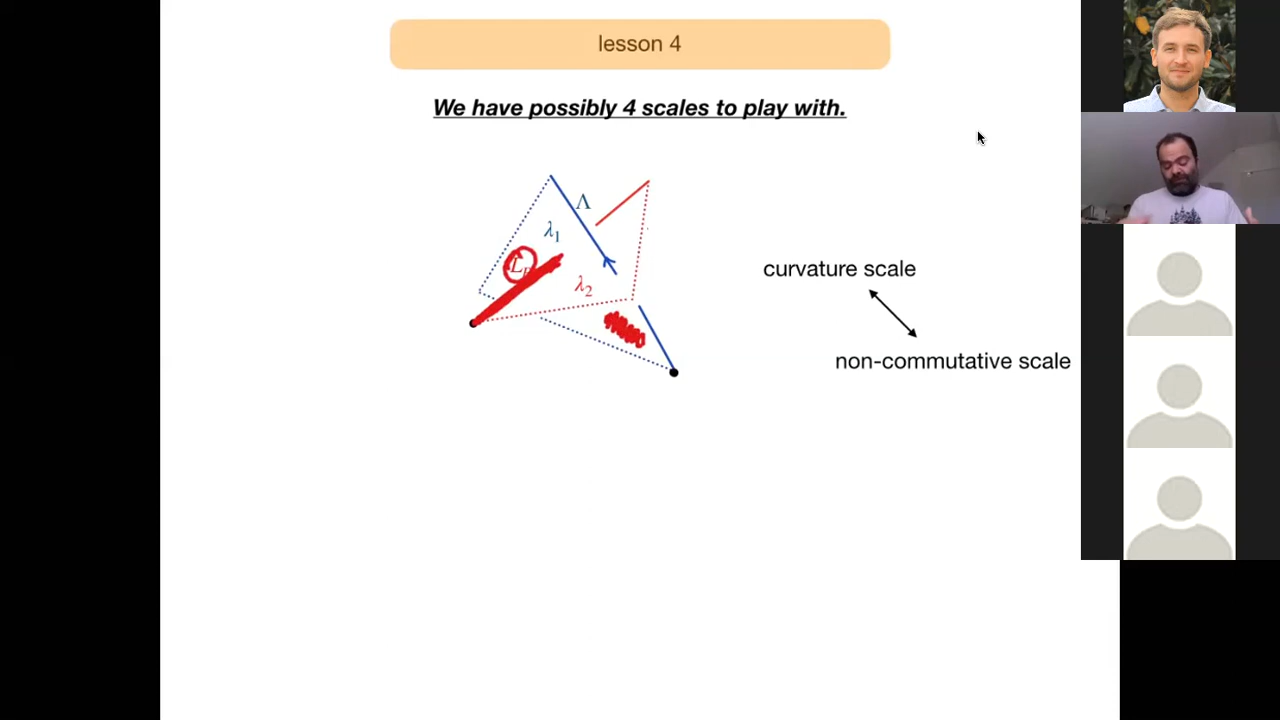 lesson 4
We have possibly 4 scales to play with.
Λ
λ₁
λ₂
curvature scale
non-commutative scale